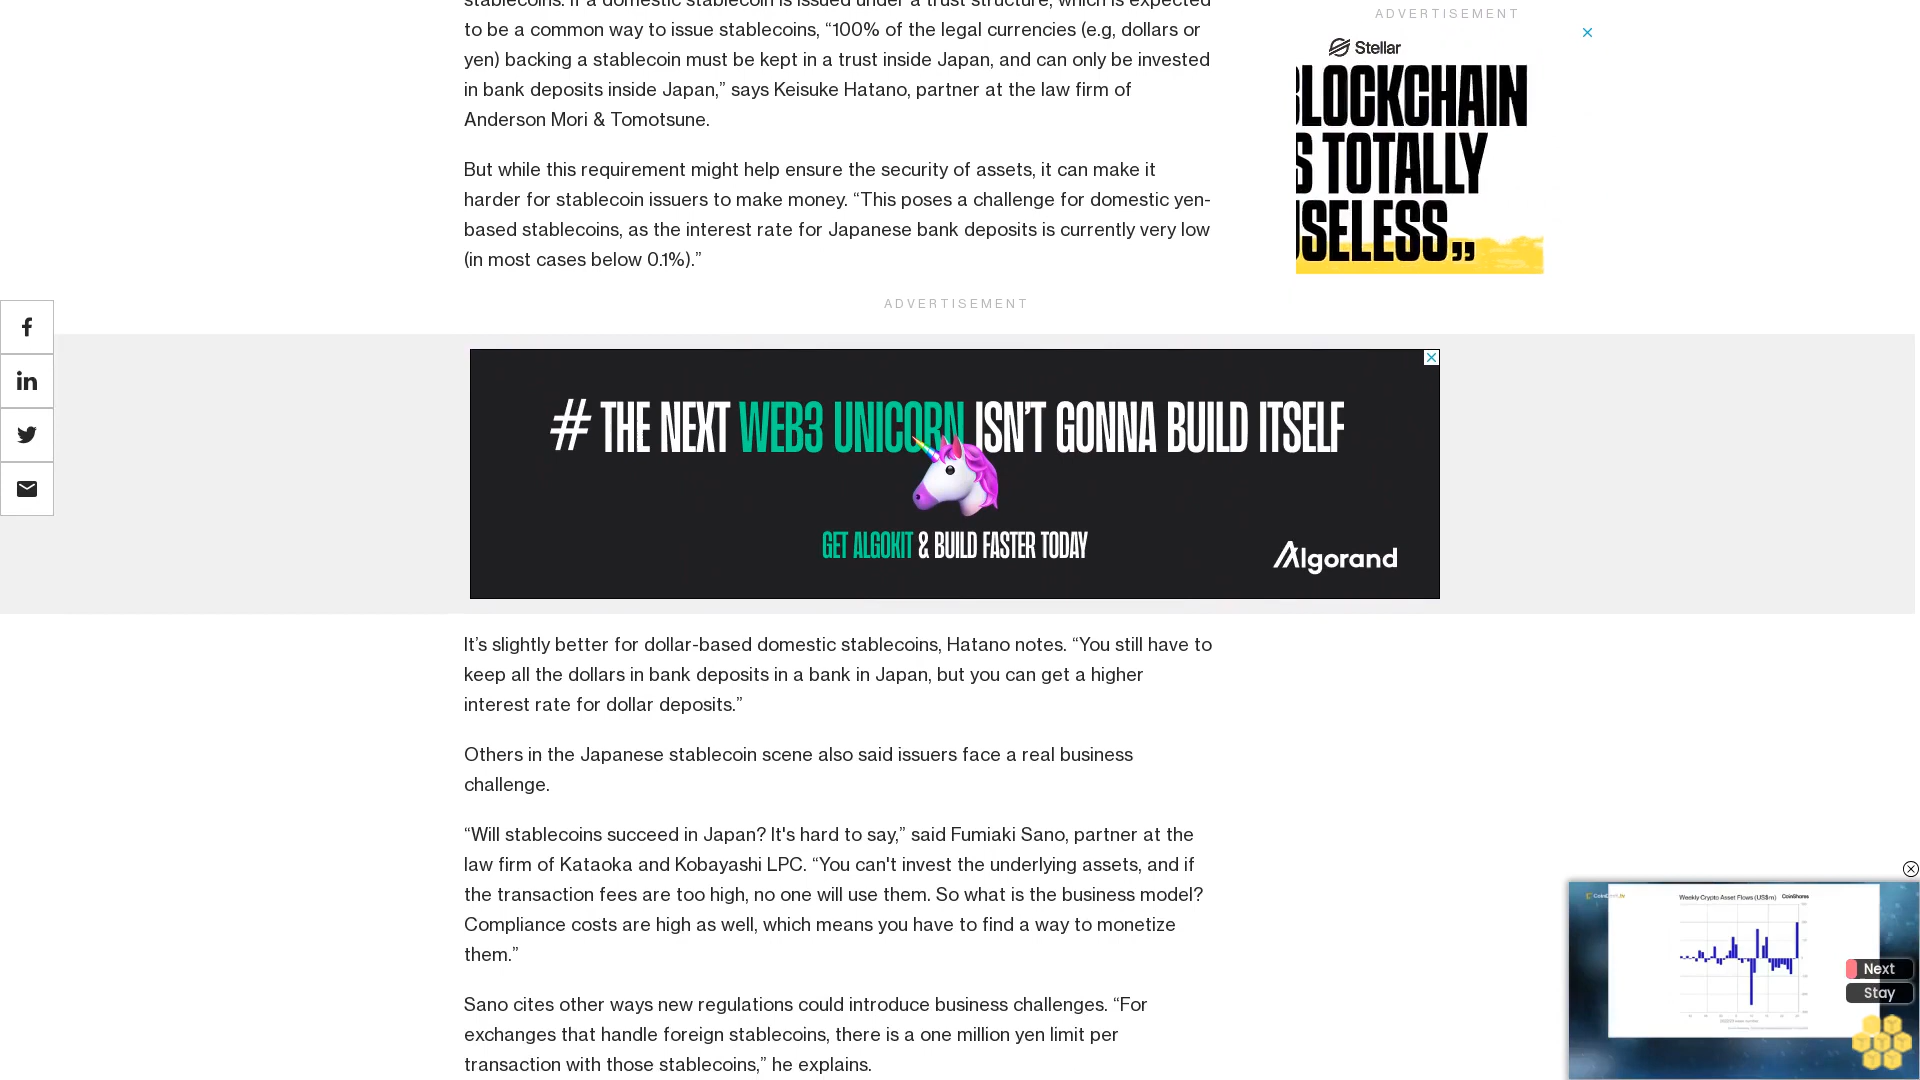 stablecoins. If a domestic stablecoin is issued under a trust structure, which is expected
to be a common way to issue stablecoins, “100% of the legal currencies (e.g, dollars or
yen) backing a stablecoin must be kept in a trust inside Japan, and can only be invested
in bank deposits inside Japan,” says Keisuke Hatano, partner at the law firm of
Anderson Mori & Tomotsune.
But while this requirement might help ensure the security of assets, it can make it
harder for stablecoin issuers to make money. “This poses a challenge for domestic yen-
based stablecoins, as the interest rate for Japanese bank deposits is currently very low
(in most cases below 0.1%).”
ADVERTISEMENT
Stellar
LOCKCHAIN
S TOTALLY
USELESS„
ADVERTISEMENT
# THE NEXT WEB3 UNICORN ISN’T GONNA BUILD ITSELF
GET ALGOKIT & BUILD FASTER TODAY
Algorand
It’s slightly better for dollar-based domestic stablecoins, Hatano notes. “You still have to
keep all the dollars in bank deposits in a bank in Japan, but you can get a higher
interest rate for dollar deposits.”
Others in the Japanese stablecoin scene also said issuers face a real business
challenge.
“Will stablecoins succeed in Japan? It's hard to say,” said Fumiaki Sano, partner at the
law firm of Kataoka and Kobayashi LPC. “You can't invest the underlying assets, and if
the transaction fees are too high, no one will use them. So what is the business model?
Compliance costs are high as well, which means you have to find a way to monetize
them.”
Sano cites other ways new regulations could introduce business challenges. “For
exchanges that handle foreign stablecoins, there is a one million yen limit per
transaction with those stablecoins,” he explains.
Weekly Crypto Asset Flows (US$m) CoinShares
Next
Stay